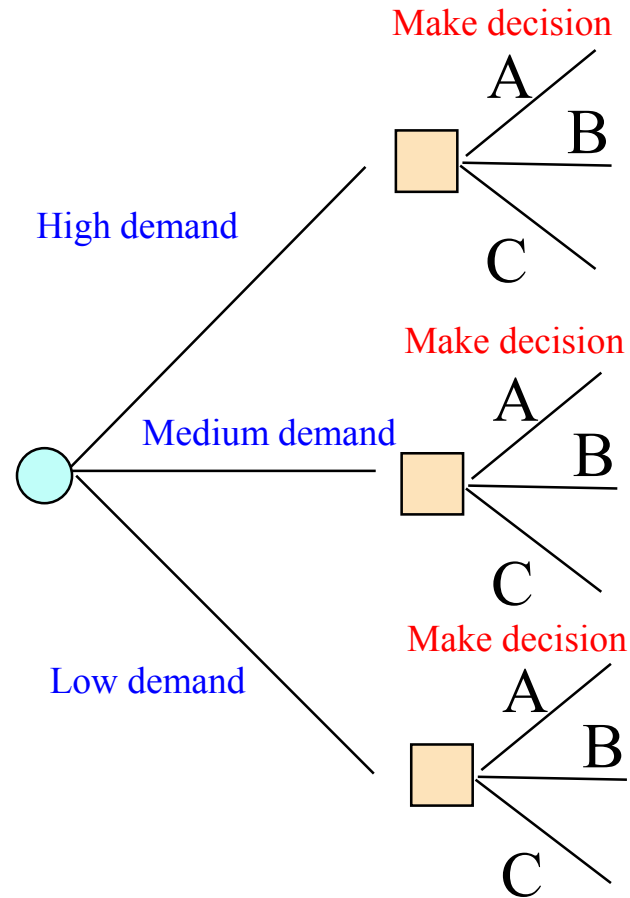 Make decision
A
B
High demand
C
Make decision
A
Medium demand
B
C
Make decision
Low demand
A
B
C